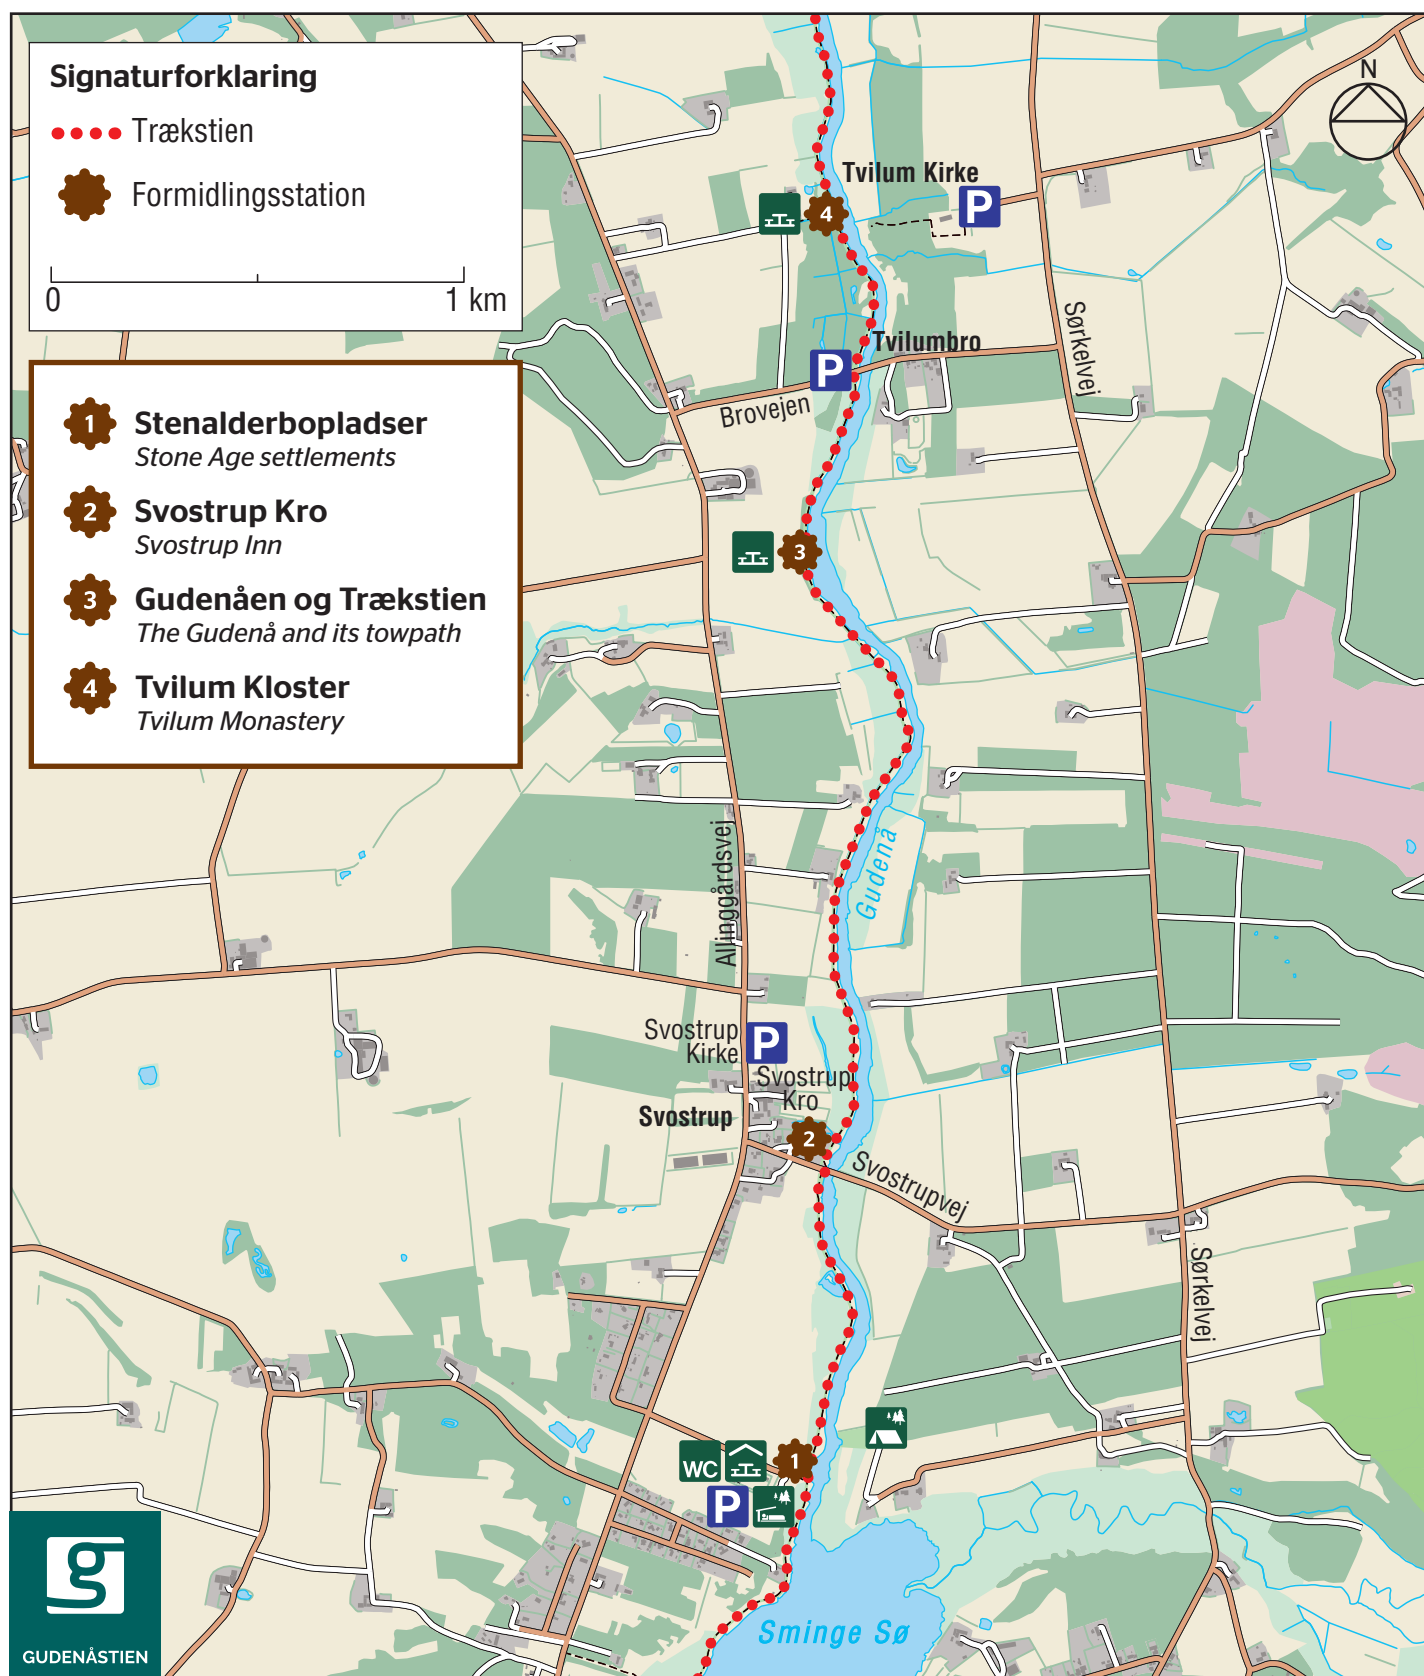 Signaturforklaring
Trækstien
Formidlingsstation
0 1 km
1 Stenalderbopladser
Stone Age settlements
2 Svostrup Kro
Svostrup Inn
3 Gudenåen og Trækstien
The Gudenå and its towpath
4 Tvilum Kloster
Tvilum Monastery
N
Tvilum Kirke
P
4
Sørkelvej
Tvilumbro
P
Brovejen
3
Allinggårdsvej
Gudenå
Svostrup
Kirke
P
Svostrup
Kro
Svostrup
2
Svostrupvej
Sørkelvej
1
WC
P
Sminge Sø
g
GUDENÅSTIEN